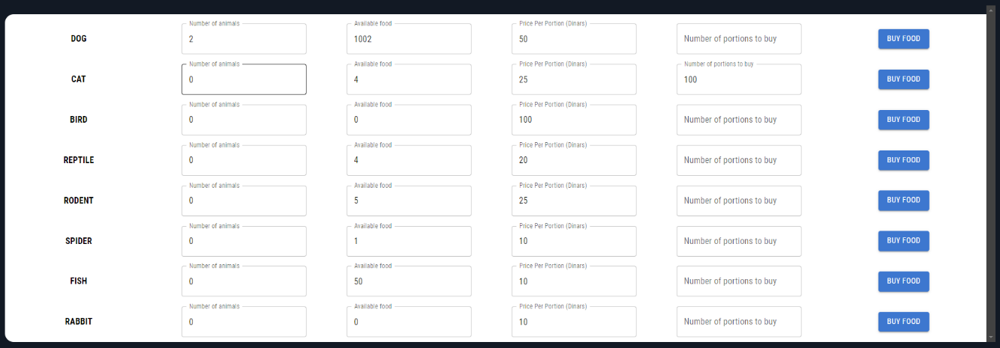 Number of animals Available food Price Per Portion (Dinars)
DOG 2 1002 50 Number of portions to buy BUY FOOD
Number of animals Available food Price Per Portion (Dinars) Number of portions to buy
CAT 0 4 25 100 BUY FOOD
Number of animals Available food Price Per Portion (Dinars)
BIRD 0 0 100 Number of portions to buy BUY FOOD
Number of animals Available food Price Per Portion (Dinars)
REPTILE 0 4 20 Number of portions to buy BUY FOOD
Number of animals Available food Price Per Portion (Dinars)
RODENT 0 5 25 Number of portions to buy BUY FOOD
Number of animals Available food Price Per Portion (Dinars)
SPIDER 0 1 10 Number of portions to buy BUY FOOD
Number of animals Available food Price Per Portion (Dinars)
FISH 0 50 10 Number of portions to buy BUY FOOD
Number of animals Available food Price Per Portion (Dinars)
RABBIT 0 0 10 Number of portions to buy BUY FOOD